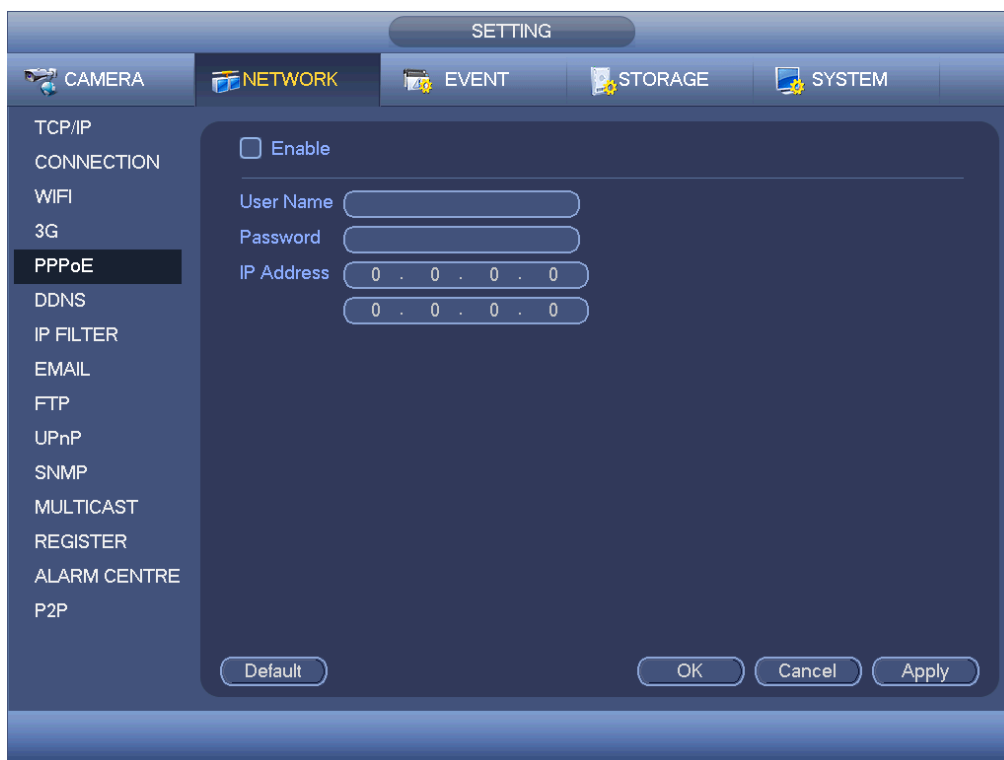 SETTING
CAMERA NETWORK EVENT STORAGE SYSTEM
TCP/IP
CONNECTION
WIFI
3G
PPPoE
DDNS
IP FILTER
EMAIL
FTP
UPnP
SNMP
MULTICAST
REGISTER
ALARM CENTRE
P2P
Enable
User Name
Password
IP Address 0 . 0 . 0 . 0
0 . 0 . 0 . 0
Default OK Cancel Apply